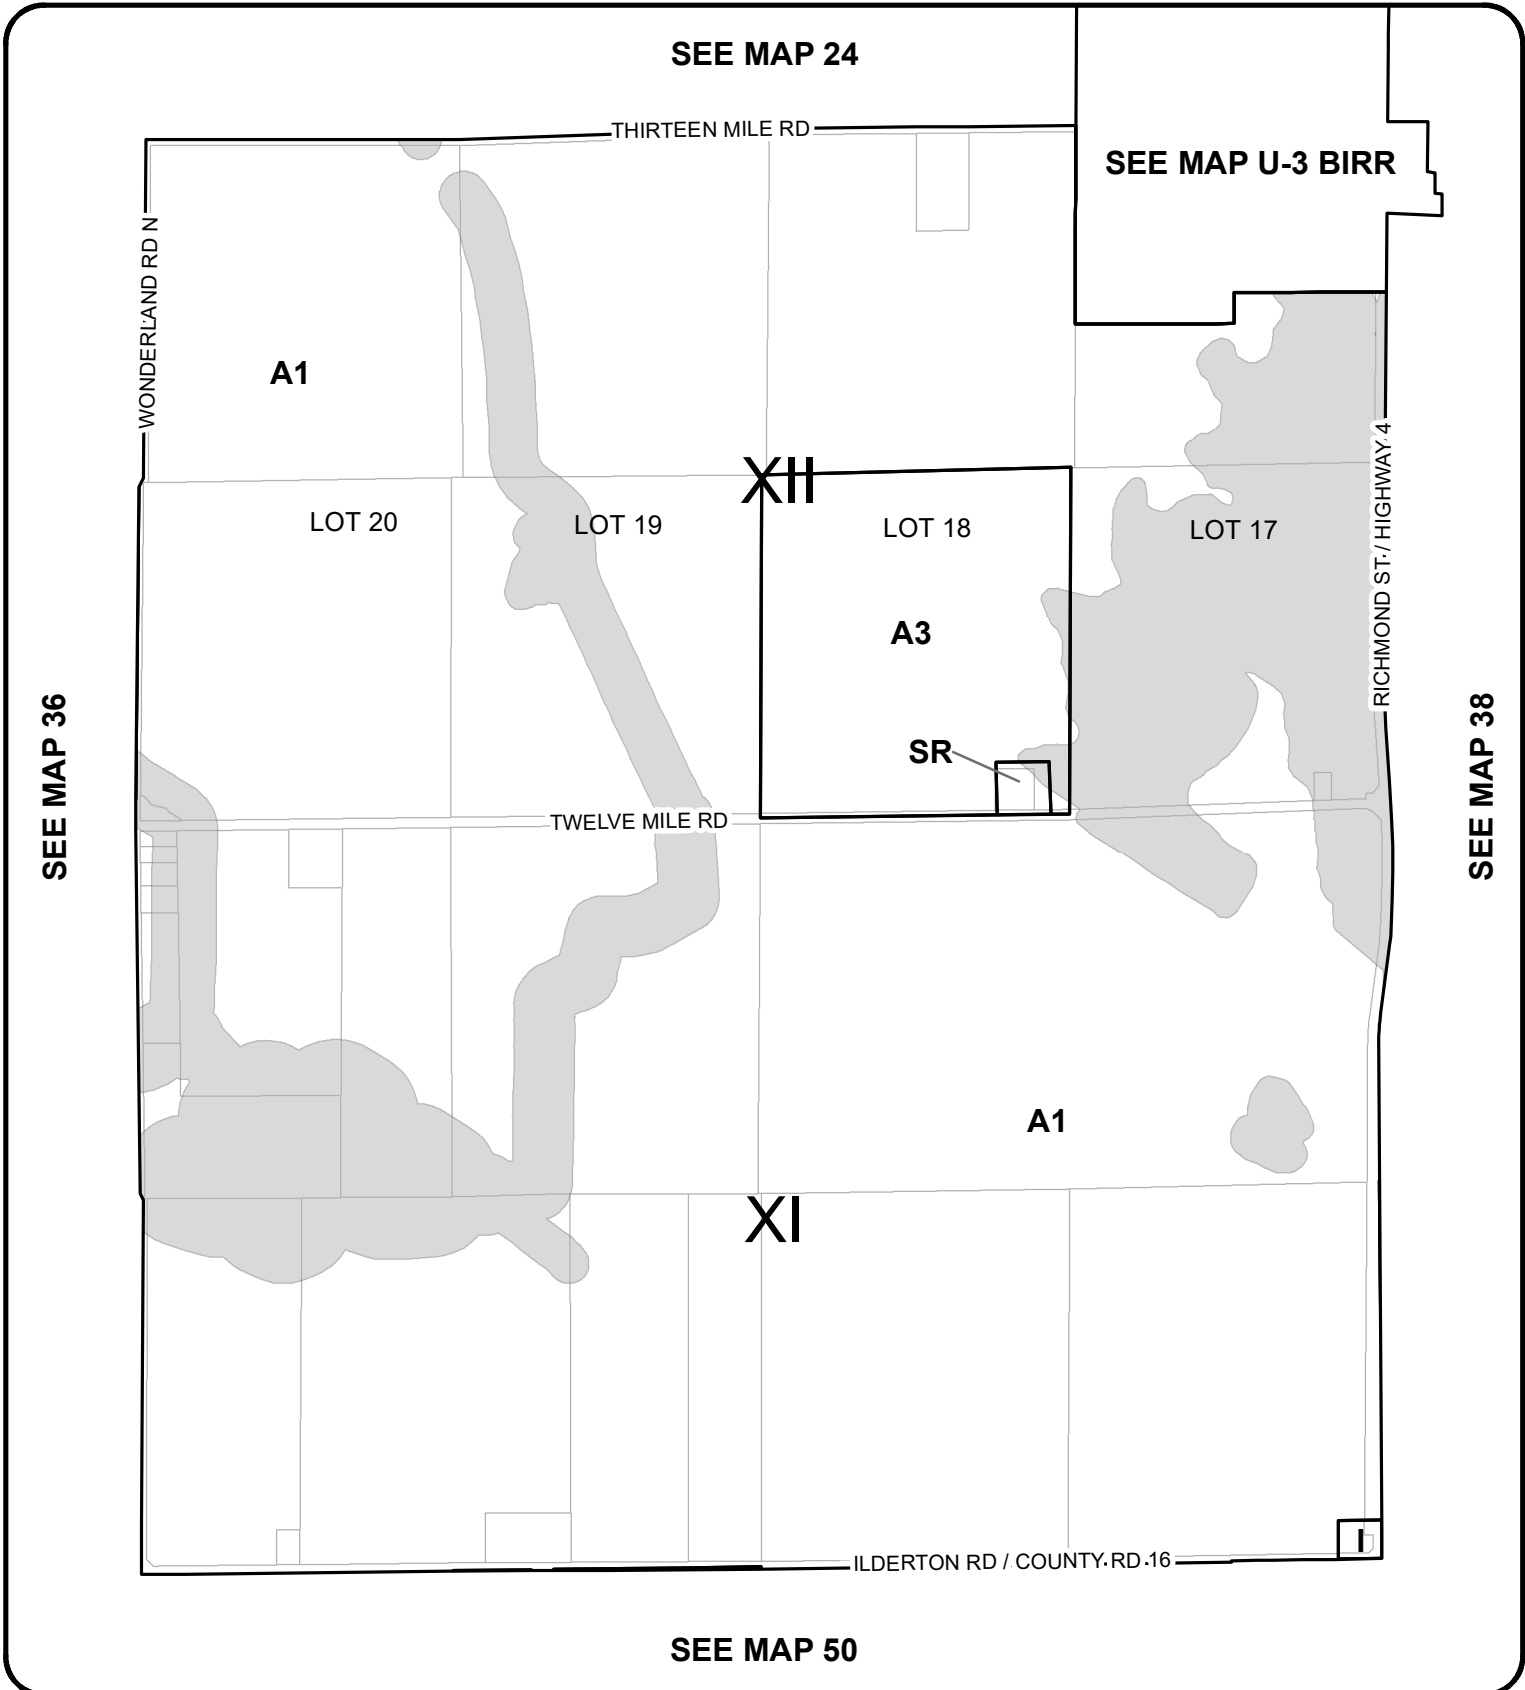 SEE MAP 24
THIRTEEN MILE RD
SEE MAP U-3 BIRR
WONDERLAND RD N
A1
RICHMOND ST. / HIGHWAY 4
XII
LOT 20
LOT 19
LOT 18
LOT 17
A3
SEE MAP 36
SEE MAP 38
SR
TWELVE MILE RD
A1
XI
I
ILDERTON RD / COUNTY RD 16
SEE MAP 50